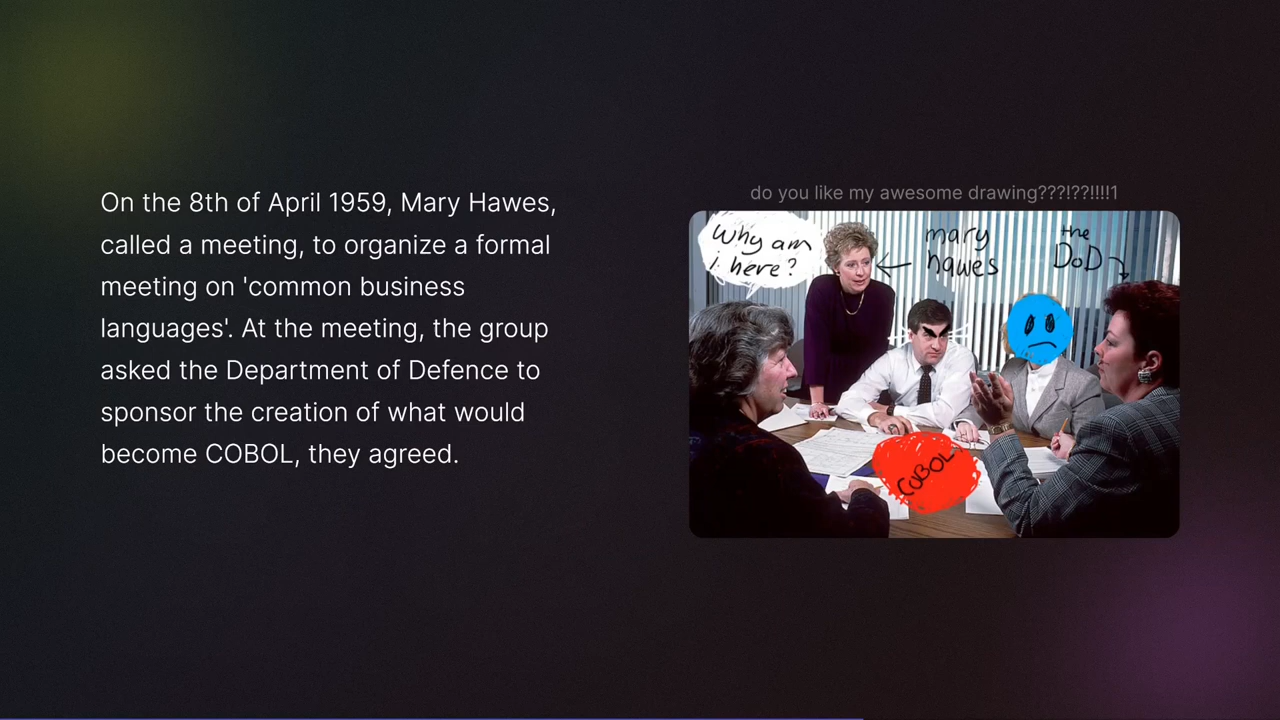 On the 8th of April 1959, Mary Hawes,
called a meeting, to organize a formal
meeting on 'common business
languages'. At the meeting, the group
asked the Department of Defence to
sponsor the creation of what would
become COBOL, they agreed.
do you like my awesome drawing???!??!!!!1
Why am
i here?
mary
hawes
the
DoD
COBOL